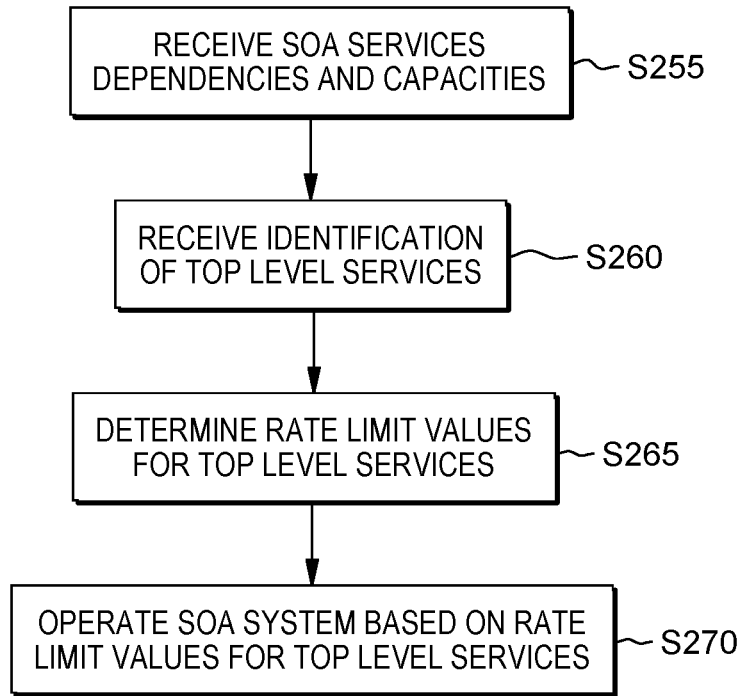 RECEIVE SOA SERVICES
DEPENDENCIES AND CAPACITIES
S255
RECEIVE IDENTIFICATION
OF TOP LEVEL SERVICES
S260
DETERMINE RATE LIMIT VALUES
FOR TOP LEVEL SERVICES
S265
OPERATE SOA SYSTEM BASED ON RATE
LIMIT VALUES FOR TOP LEVEL SERVICES
S270